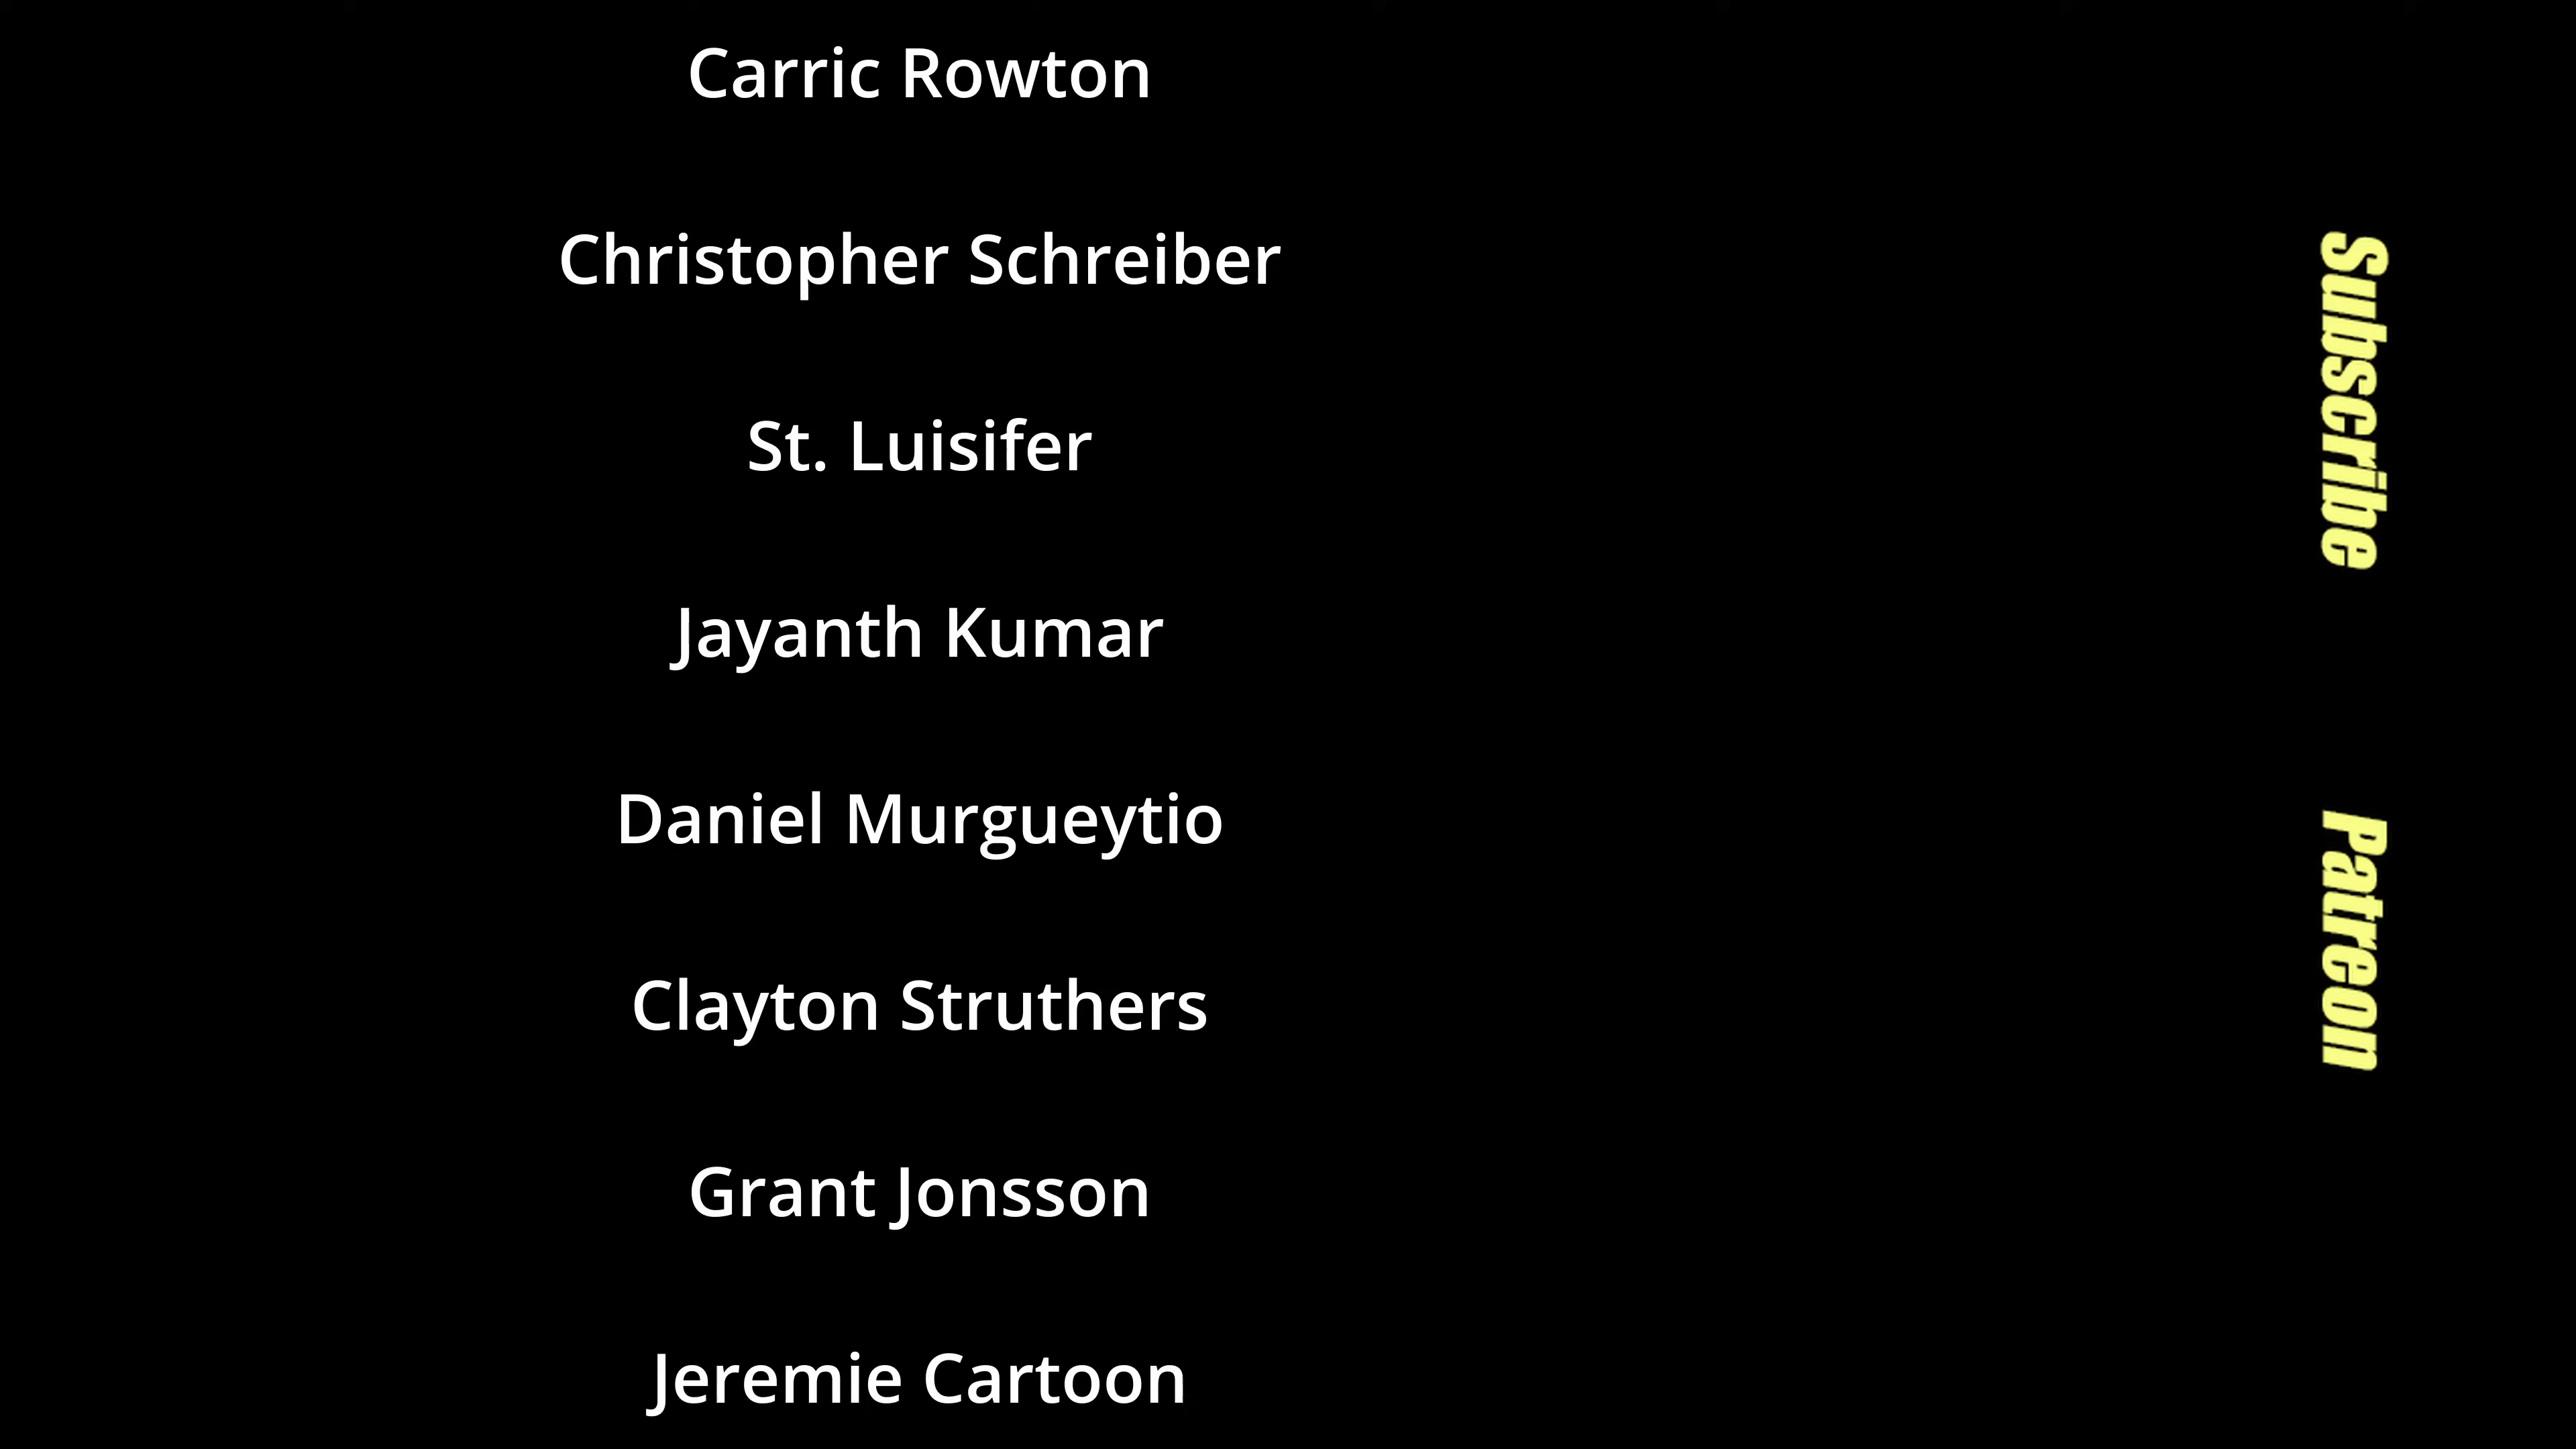 Carric Rowton
Christopher Schreiber
St. Luisifer
Jayanth Kumar
Daniel Murgueytio
Clayton Struthers
Grant Jonsson
Jeremie Cartoon
Subscribe
Patreon